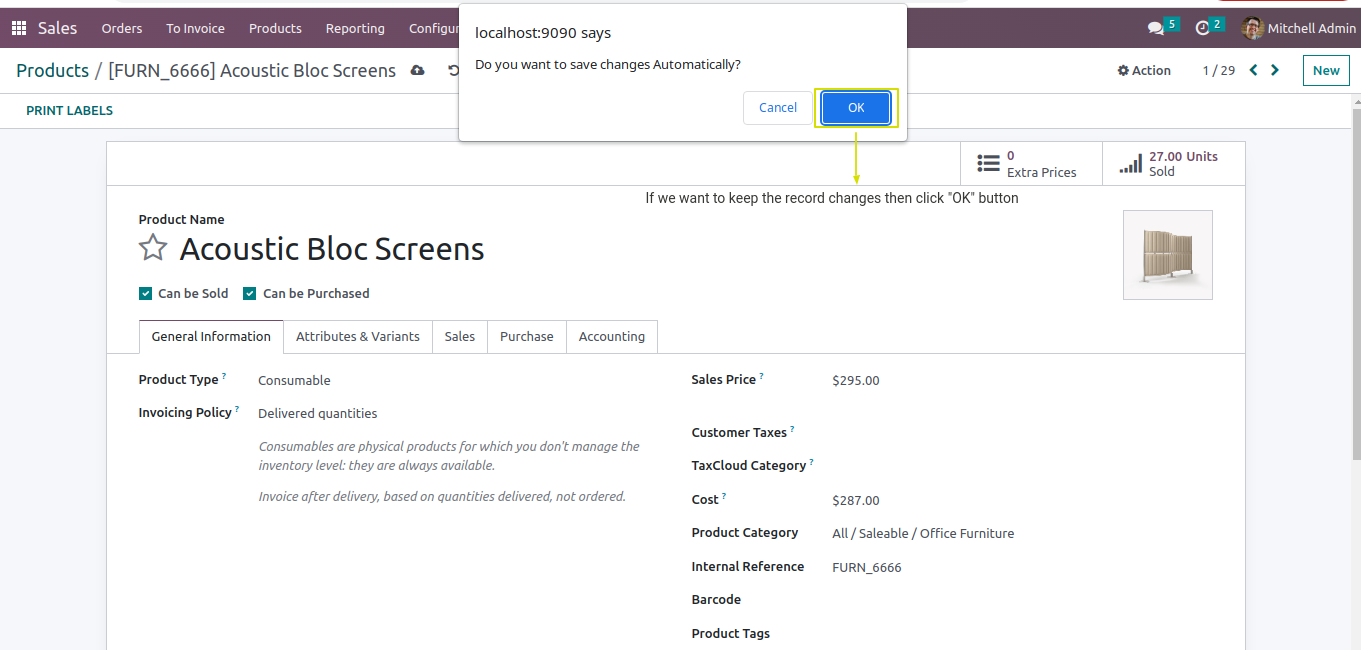 Sales Orders To Invoice Products Reporting Configur
5 2 Mitchell Admin
localhost:9090 says
Do you want to save changes Automatically?
Cancel OK
Products / [FURN_6666] Acoustic Bloc Screens
Action 1 / 29 New
PRINT LABELS
0
Extra Prices
27.00 Units
Sold
If we want to keep the record changes then click "OK" button
Product Name
Acoustic Bloc Screens
Can be Sold Can be Purchased
General Information Attributes & Variants Sales Purchase Accounting
Product Type ? Consumable
Invoicing Policy ? Delivered quantities
Consumables are physical products for which you don't manage the
inventory level: they are always available.
Invoice after delivery, based on quantities delivered, not ordered.
Sales Price ? $295.00
Customer Taxes ?
TaxCloud Category ?
Cost ? $287.00
Product Category All / Saleable / Office Furniture
Internal Reference FURN_6666
Barcode
Product Tags